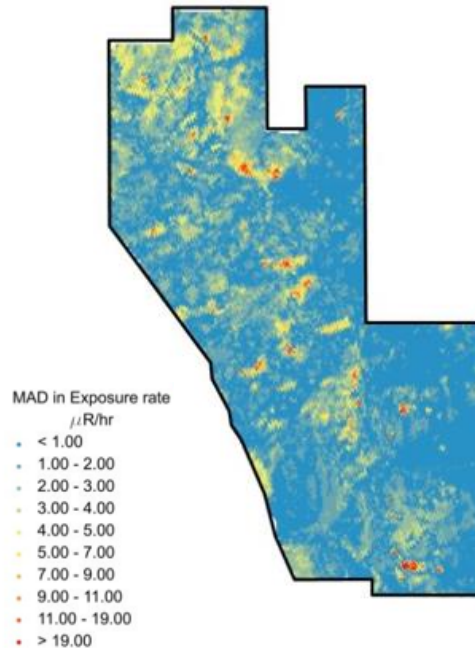 MAD in Exposure rate
μR/hr
< 1.00
1.00 - 2.00
2.00 - 3.00
3.00 - 4.00
4.00 - 5.00
5.00 - 7.00
7.00 - 9.00
9.00 - 11.00
11.00 - 19.00
> 19.00